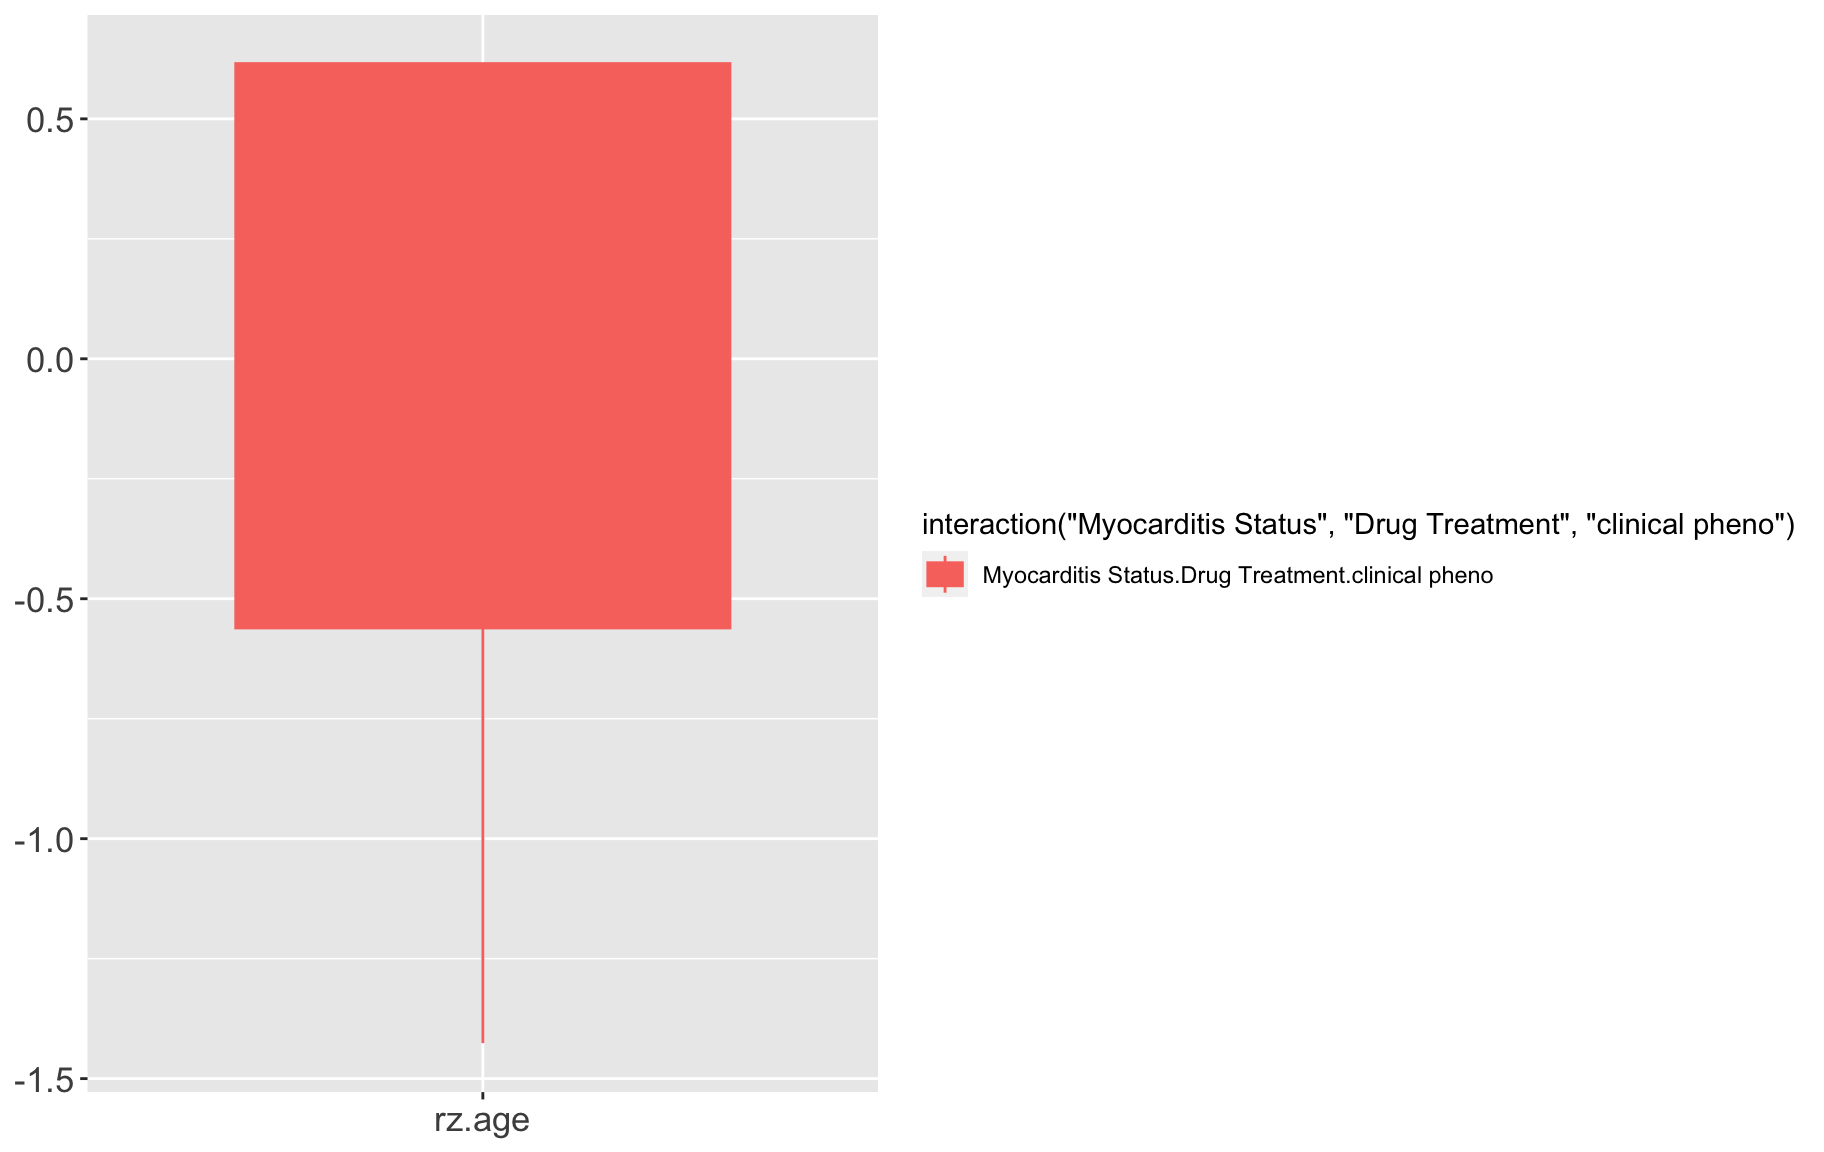 0.5
0.0
-0.5
-1.0
-1.5
rz.age
interaction("Myocarditis Status", "Drug Treatment", "clinical pheno")
Myocarditis Status.Drug Treatment.clinical pheno